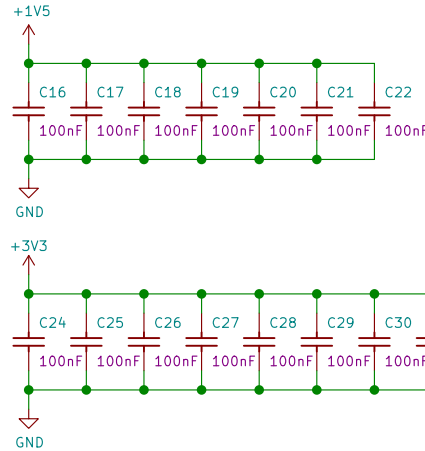 +1V5
C16 C17 C18 C19 C20 C21 C22
100nF 100nF 100nF 100nF 100nF 100nF 100nF
GND
+3V3
C24 C25 C26 C27 C28 C29 C30
100nF 100nF 100nF 100nF 100nF 100nF 100nF
GND